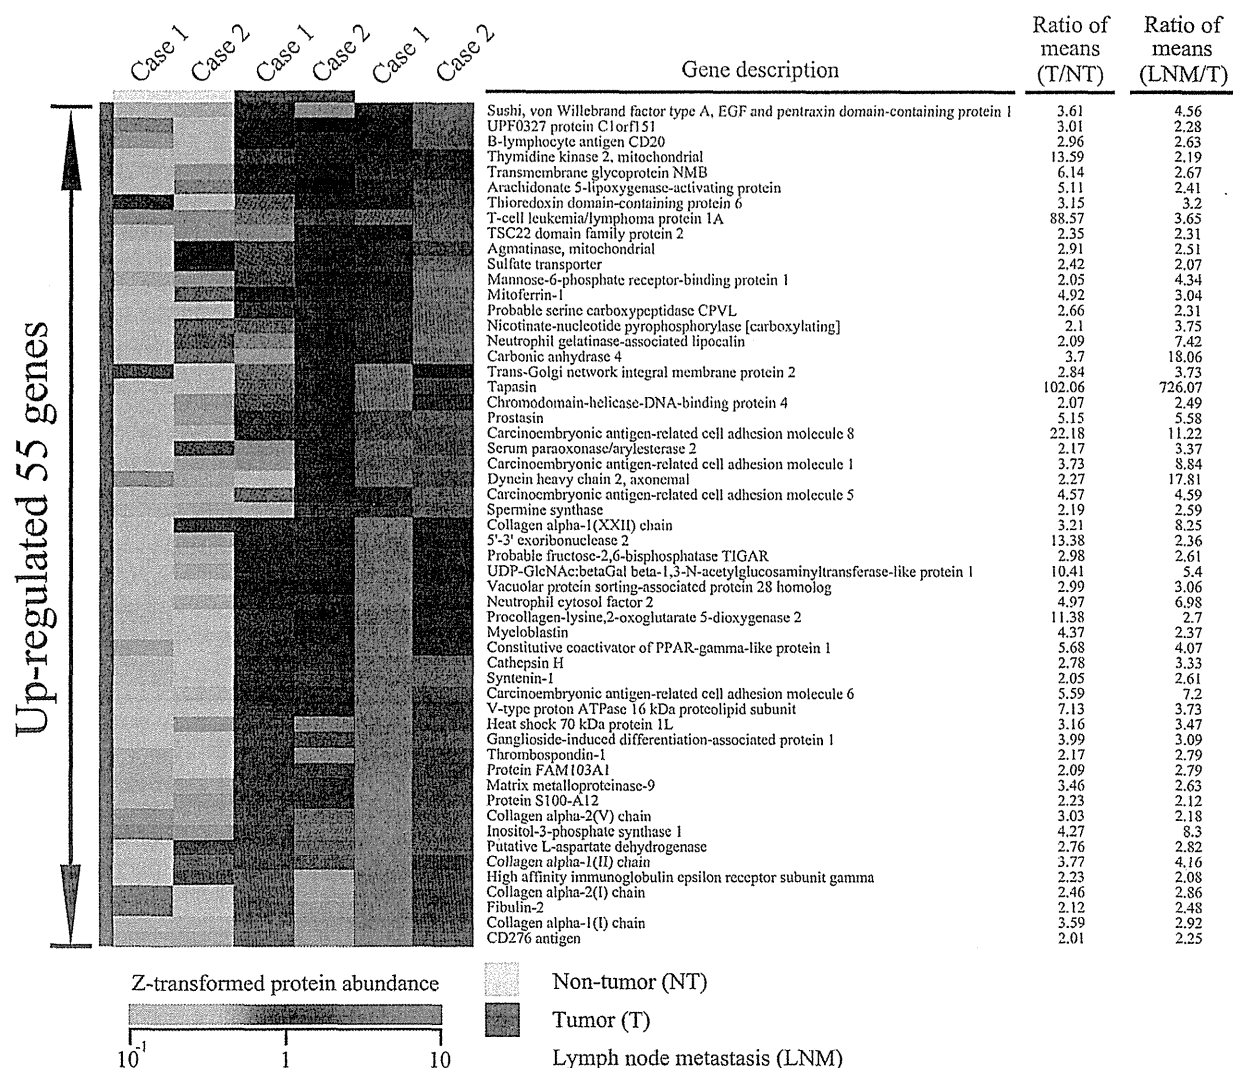 Case 1 Case 2 Case 1 Case 2 Case 1 Case 2
Gene description
Ratio of means (T/NT)
Ratio of means (LNM/T)
Up-regulated 55 genes
Sushi, von Willebrand factor type A, EGF and pentraxin domain-containing protein 1 3.61 4.56
UPF0327 protein C1orf151 3.01 2.28
B-lymphocyte antigen CD20 2.96 2.63
Thymidine kinase 2, mitochondrial 13.59 2.19
Transmembrane glycoprotein NMB 6.14 2.67
Arachidonate 5-lipoxygenase-activating protein 5.11 2.41
Thioredoxin domain-containing protein 6 3.15 3.2
T-cell leukemia/lymphoma protein 1A 88.57 3.65
TSC22 domain family protein 2 2.35 2.31
Agmatinase, mitochondrial 2.91 2.51
Sulfate transporter 2.42 2.07
Mannose-6-phosphate receptor-binding protein 1 2.05 4.34
Mitoferrin-1 4.92 3.04
Probable serine carboxypeptidase CPVL 2.66 2.31
Nicotinate-nucleotide pyrophosphorylase [carboxylating] 2.1 3.75
Neutrophil gelatinase-associated lipocalin 2.09 7.42
Carbonic anhydrase 4 3.7 18.06
Trans-Golgi network integral membrane protein 2 2.84 3.73
Tapasin 102.06 726.07
Chromodomain-helicase-DNA-binding protein 4 2.07 2.49
Prostasin 5.15 5.58
Carcinoembryonic antigen-related cell adhesion molecule 8 22.18 11.22
Serum paraoxonase/arylesterase 2 2.17 3.37
Carcinoembryonic antigen-related cell adhesion molecule 1 3.73 8.84
Dynein heavy chain 2, axonemal 2.27 17.81
Carcinoembryonic antigen-related cell adhesion molecule 5 4.57 4.59
Spermine synthase 2.19 2.59
Collagen alpha-1(XXII) chain 3.21 8.25
5'-3' exoribonuclease 2 13.38 2.36
Probable fructose-2,6-bisphosphatase TIGAR 2.98 2.61
UDP-GlcNAc:betaGal beta-1,3-N-acetylglucosaminyltransferase-like protein 1 10.41 5.4
Vacuolar protein sorting-associated protein 28 homolog 2.99 3.06
Neutrophil cytosol factor 2 4.97 6.98
Procollagen-lysine,2-oxoglutarate 5-dioxygenase 2 11.38 2.7
Myeloblastin 4.37 2.37
Constitutive coactivator of PPAR-gamma-like protein 1 5.68 4.07
Cathepsin H 2.78 3.33
Syntenin-1 2.05 2.61
Carcinoembryonic antigen-related cell adhesion molecule 6 5.59 7.2
V-type proton ATPase 16 kDa proteolipid subunit 7.13 3.73
Heat shock 70 kDa protein 1L 3.16 3.47
Ganglioside-induced differentiation-associated protein 1 3.99 3.09
Thrombospondin-1 2.17 2.79
Protein FAM103A1 2.09 2.79
Matrix metalloproteinase-9 3.46 2.63
Protein S100-A12 2.23 2.12
Collagen alpha-2(V) chain 3.03 2.18
Inositol-3-phosphate synthase 1 4.27 8.3
Putative L-aspartate dehydrogenase 2.76 2.82
Collagen alpha-1(II) chain 3.77 4.16
High affinity immunoglobulin epsilon receptor subunit gamma 2.23 2.08
Collagen alpha-2(I) chain 2.46 2.86
Fibulin-2 2.12 2.48
Collagen alpha-1(I) chain 3.59 2.92
CD276 antigen 2.01 2.25
Z-transformed protein abundance
10-1 1 10
Non-tumor (NT)
Tumor (T)
Lymph node metastasis (LNM)